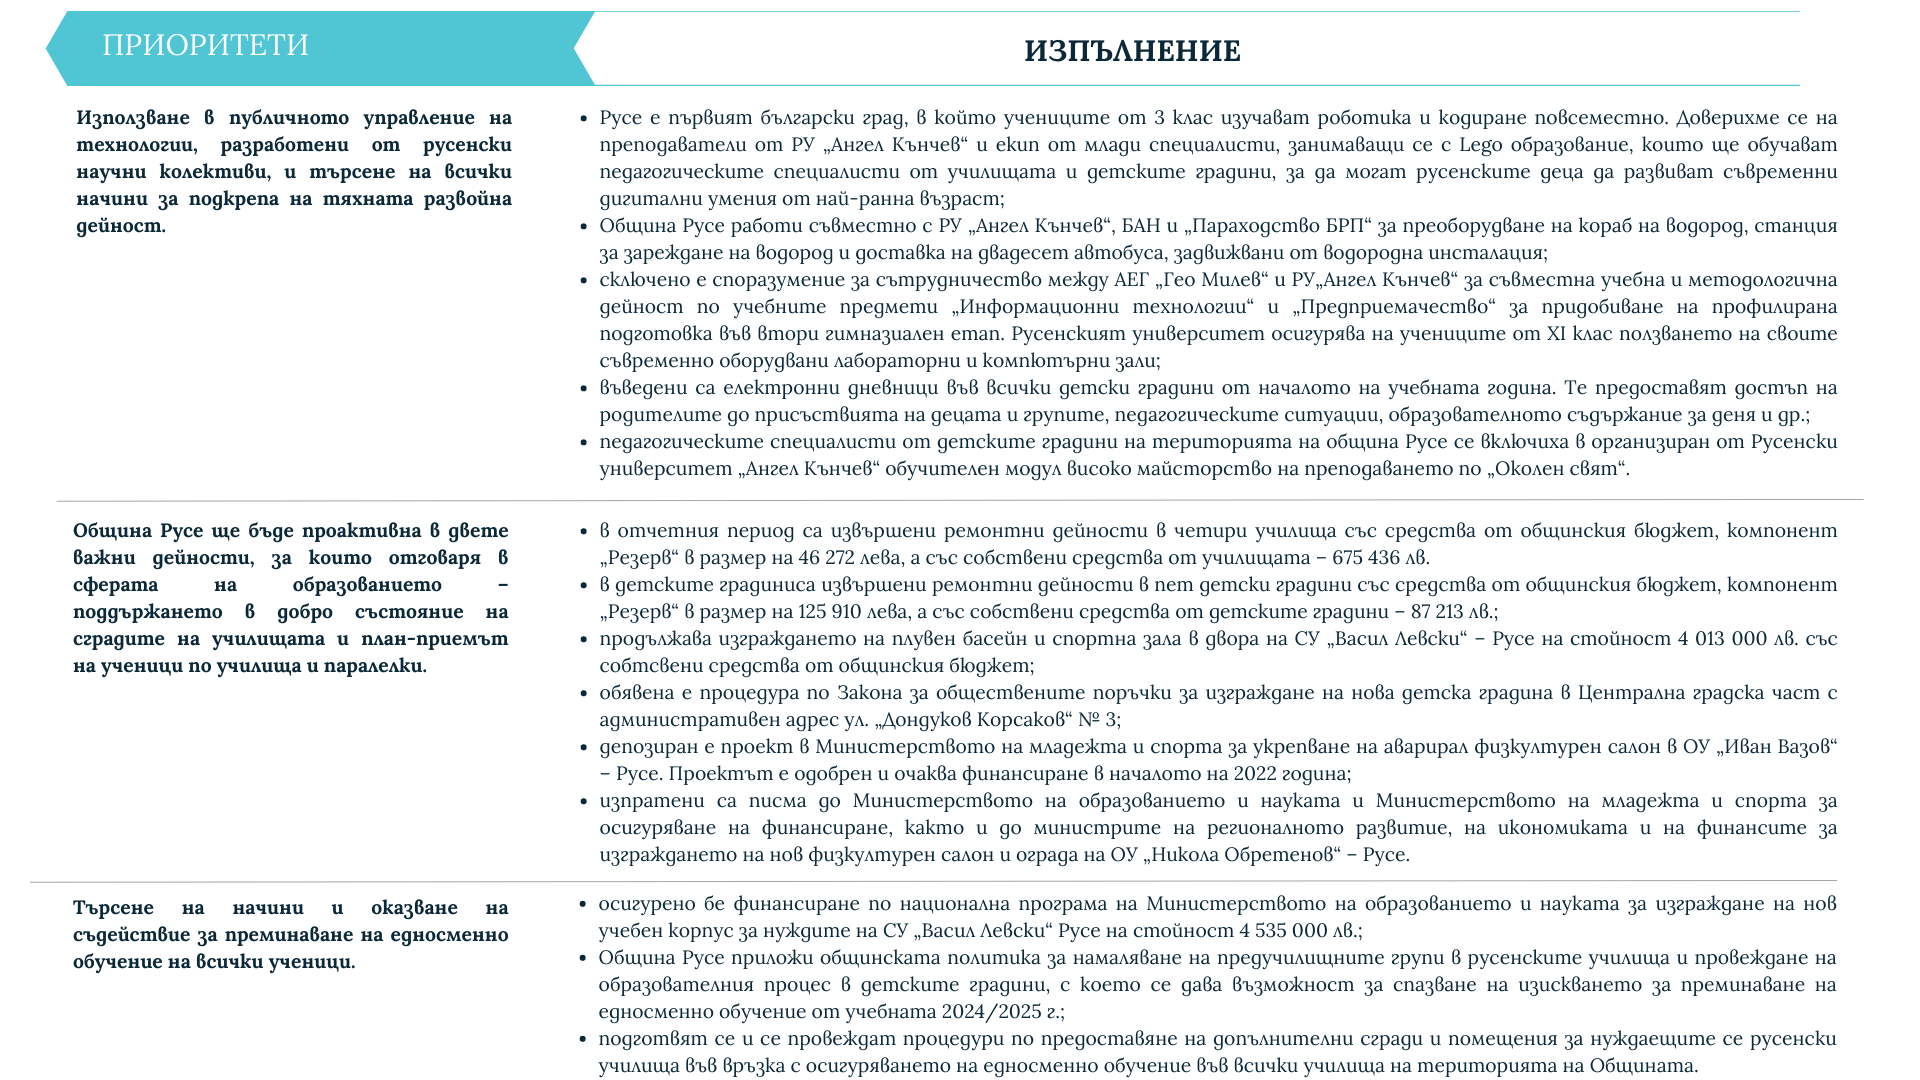 ПРИОРИТЕТИ
ИЗПЪЛНЕНИЕ
Използване в публичното управление на
технологии, разработени от русенски
научни колективи, и търсене на всички
начини за подкрепа на тяхната развойна
дейност.
• Русе е първият български град, в който учениците от 3 клас изучават роботика и кодиране повсеместно. Доверихме се на
преподаватели от РУ „Ангел Кънчев“ и екип от млади специалисти, занимаващи се с Lego образование, които ще обучават
педагогическите специалисти от училищата и детските градини, за да могат русенските деца да развиват съвременни
дигитални умения от най-ранна възраст;
• Община Русе работи съвместно с РУ „Ангел Кънчев“, БАН и „Параходство БРП“ за преоборудване на кораб на водород, станция
за зареждане на водород и доставка на двадесет автобуса, задвижвани от водородна инсталация;
• сключено е споразумение за сътрудничество между АЕГ „Гео Милев“ и РУ„Ангел Кънчев“ за съвместна учебна и методологична
дейност по учебните предмети „Информационни технологии“ и „Предприемачество“ за придобиване на профилирана
подготовка във втори гимназиален етап. Русенският университет осигурява на учениците от XI клас ползването на своите
съвременно оборудвани лабораторни и компютърни зали;
• въведени са електронни дневници във всички детски градини от началото на учебната година. Те предоставят достъп на
родителите до присъствията на децата и групите, педагогическите ситуации, образователното съдържание за деня и др.;
• педагогическите специалисти от детските градини на територията на община Русе се включиха в организиран от Русенски
университет „Ангел Кънчев“ обучителен модул високо майсторство на преподаването по „Околен свят“.
Община Русе ще бъде проактивна в двете
важни дейности, за които отговаря в
сферата на образованието –
поддържането в добро състояние на
сградите на училищата и план-приемът
на ученици по училища и паралелки.
• в отчетния период са извършени ремонтни дейности в четири училища със средства от общинския бюджет, компонент
„Резерв“ в размер на 46 272 лева, а със собствени средства от училищата – 675 436 лв.
• в детските градиниса извършени ремонтни дейности в пет детски градини със средства от общинския бюджет, компонент
„Резерв“ в размер на 125 910 лева, а със собствени средства от детските градини – 87 213 лв.;
• продължава изграждането на плувен басейн и спортна зала в двора на СУ „Васил Левски“ – Русе на стойност 4 013 000 лв. със
собтсвени средства от общинския бюджет;
• обявена е процедура по Закона за обществените поръчки за изграждане на нова детска градина в Централна градска част с
административен адрес ул. „Дондуков Корсаков“ № 3;
• депозиран е проект в Министерството на младежта и спорта за укрепване на аварирал физкултурен салон в ОУ „Иван Вазов“
– Русе. Проектът е одобрен и очаква финансиране в началото на 2022 година;
• изпратени са писма до Министерството на образованието и науката и Министерството на младежта и спорта за
осигуряване на финансиране, както и до министрите на регионалното развитие, на икономиката и на финансите за
изграждането на нов физкултурен салон и ограда на ОУ „Никола Обретенов“ – Русе.
Търсене на начини и оказване на
съдействие за преминаване на едносменно
обучение на всички ученици.
• осигурено бе финансиране по национална програма на Министерството на образованието и науката за изграждане на нов
учебен корпус за нуждите на СУ „Васил Левски“ Русе на стойност 4 535 000 лв.;
• Община Русе приложи общинската политика за намаляване на предучилищните групи в русенските училища и провеждане на
образователния процес в детските градини, с което се дава възможност за спазване на изискването за преминаване на
едносменно обучение от учебната 2024/2025 г.;
• подготвят се и се провеждат процедури по предоставяне на допълнителни сгради и помещения за нуждаещите се русенски
училища във връзка с осигуряването на едносменно обучение във всички училища на територията на Общината.